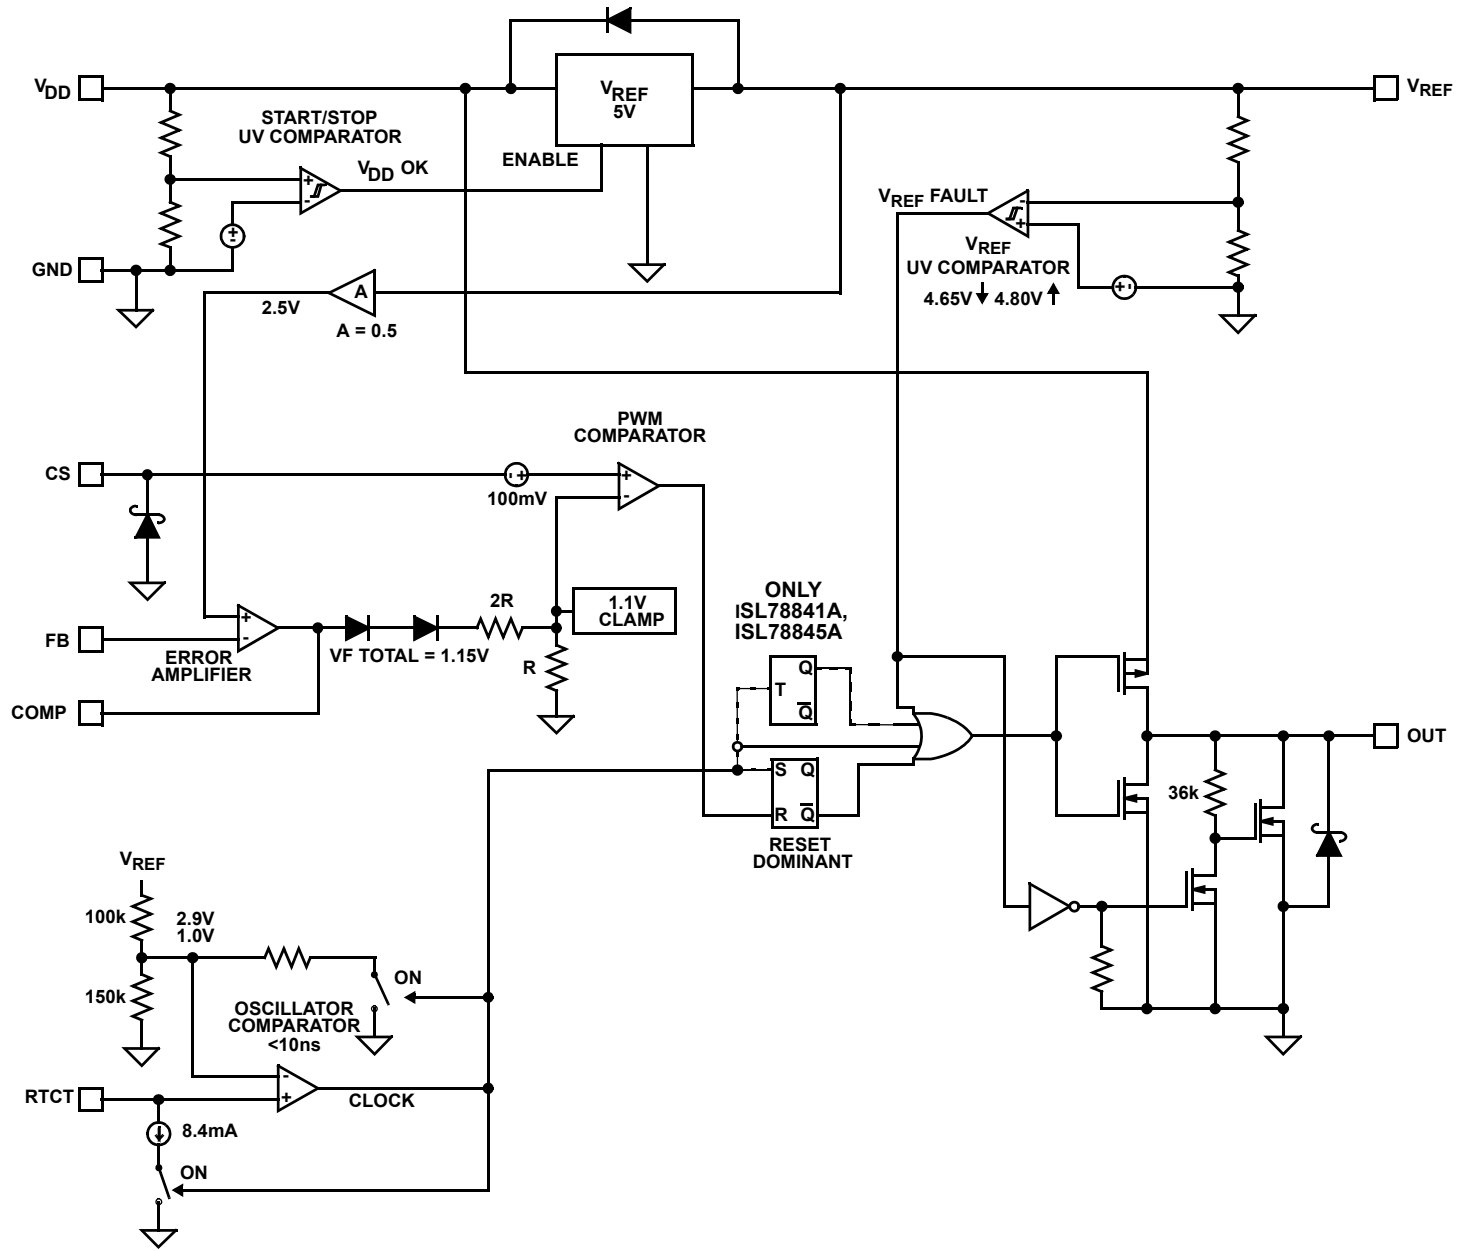 VDD
VREF
5V
VREF
START/STOP
UV COMPARATOR
ENABLE
VDD OK
+
-
+
-
VREF FAULT
-
+
VREF
UV COMPARATOR
4.65V 4.80V
+ -
GND
2.5V
A
A = 0.5
PWM
COMPARATOR
CS
- +
100mV
+
-
ONLY
ISL78841A,
ISL78845A
2R
1.1V
CLAMP
+
-
FB
ERROR
AMPLIFIER
VF TOTAL = 1.15V
R
Q
T
Q
COMP
OUT
S Q
R Q
36k
RESET
DOMINANT
VREF
100k
2.9V
1.0V
ON
150k
OSCILLATOR
COMPARATOR
<10ns
-
+
RTCT
CLOCK
8.4mA
ON